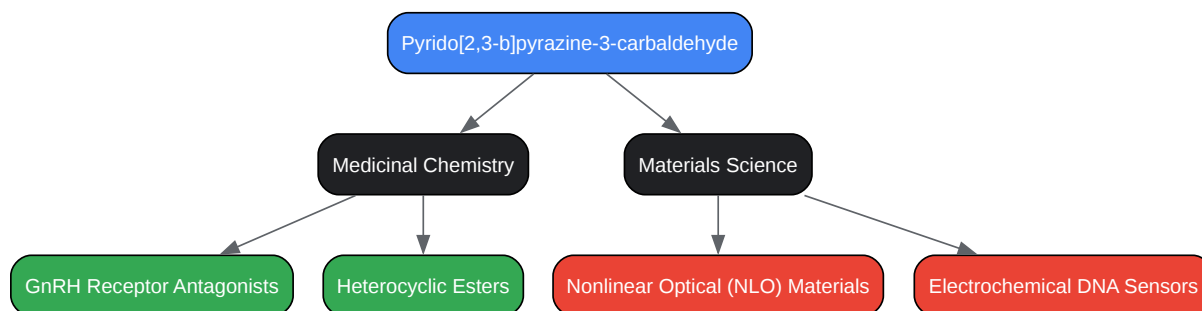 Pyrido[2,3-b]pyrazine-3-carbaldehyde
Medicinal Chemistry
Materials Science
GnRH Receptor Antagonists
Heterocyclic Esters
Nonlinear Optical (NLO) Materials
Electrochemical DNA Sensors